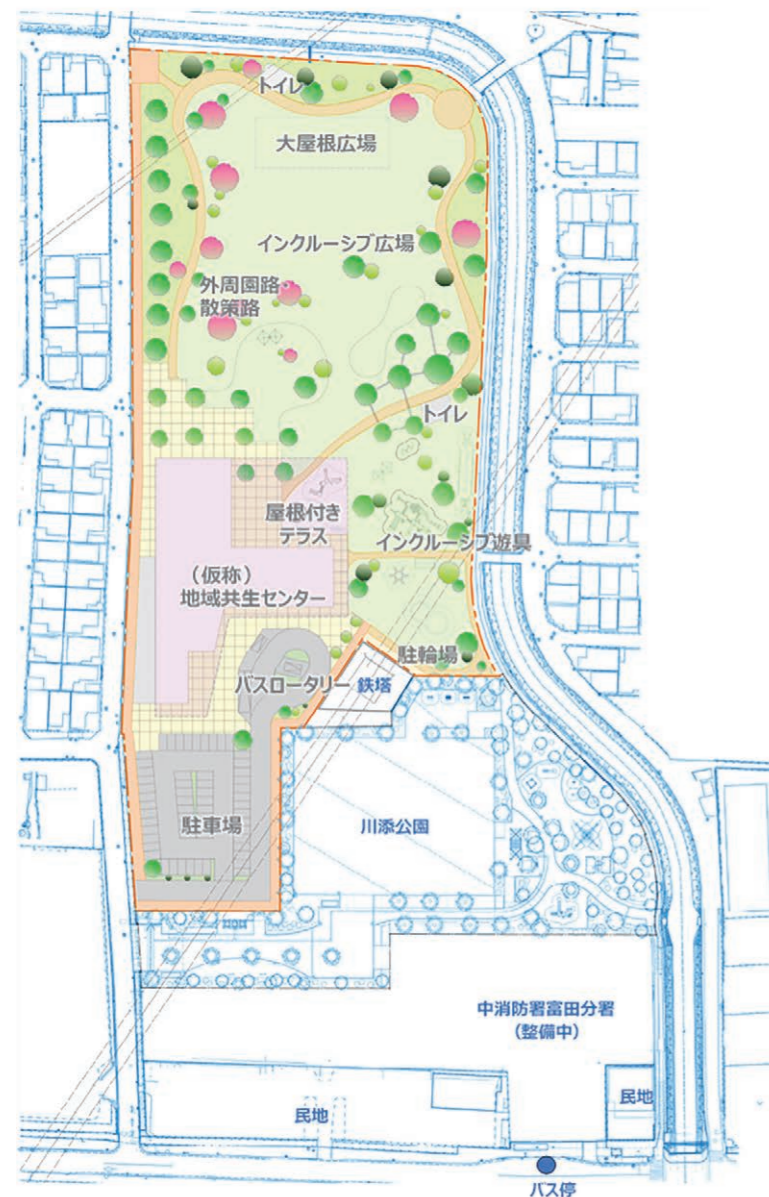 トイレ
大屋根広場
インクルーシブ広場
外周園路・
散策路
トイレ
屋根付き
テラス
インクルーシブ遊具
（仮称）
地域共生センター
駐輪場
バスロータリー
鉄塔
駐車場
川添公園
中消防署富田分署
（整備中）
民地
民地
バス停